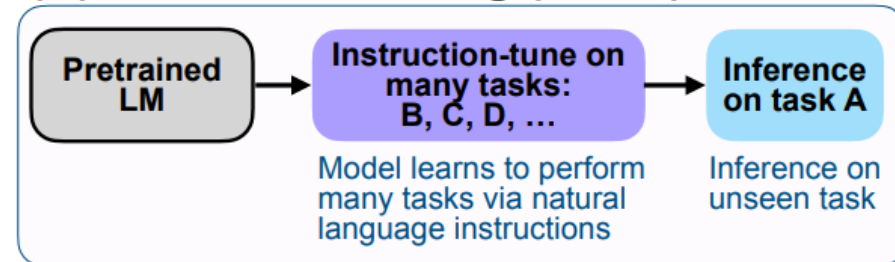 Pretrained
LM
Instruction-tune on
many tasks:
B, C, D, …
Inference
on task A
Model learns to perform
many tasks via natural
language instructions
Inference on
unseen task